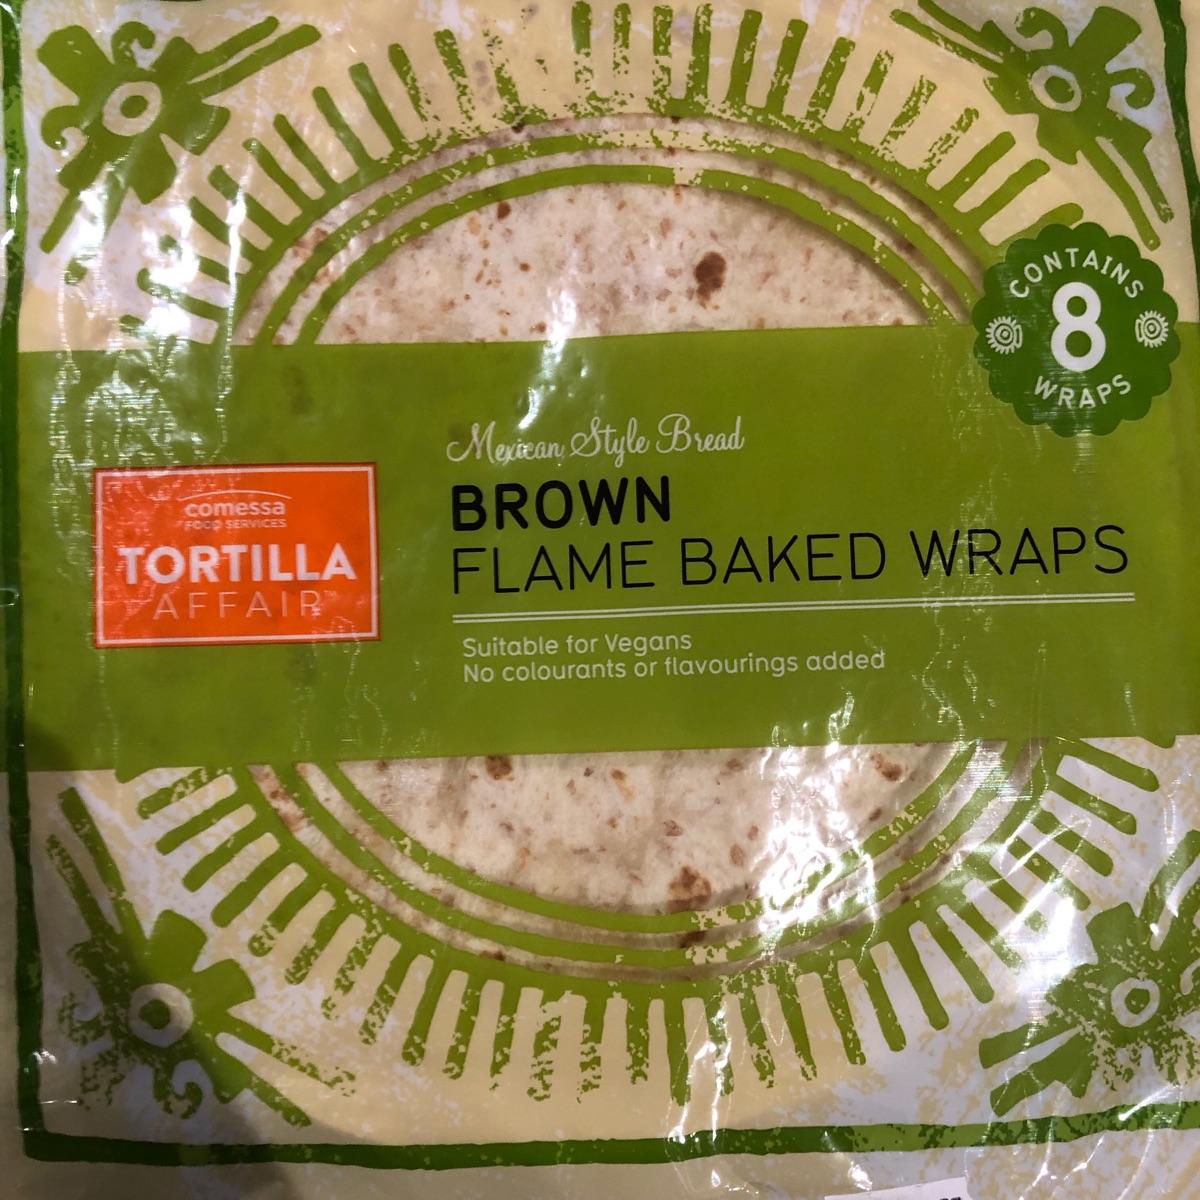 CONTAINS
8
WRAPS
Mexican Style Bread
BROWN
FLAME BAKED WRAPS
comessa
FOOD SERVICES
TORTILLA
AFFAIR™
Suitable for Vegans
No colourants or flavourings added